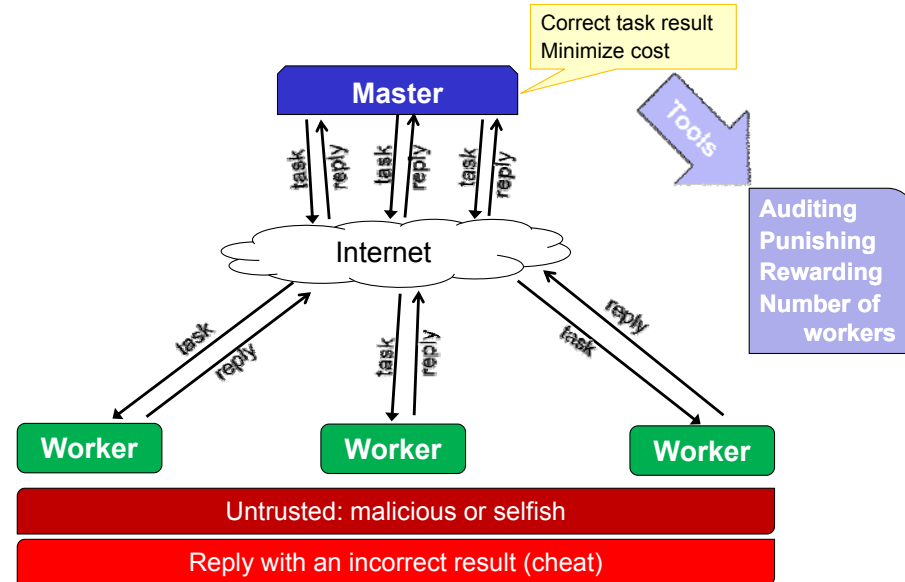 Correct task result
Minimize cost
Master
Tools
task
reply
task
reply
task
reply
Internet
Auditing
Punishing
Rewarding
Number of
workers
task
reply
task
reply
reply
task
Worker
Worker
Worker
Untrusted: malicious or selfish
Reply with an incorrect result (cheat)